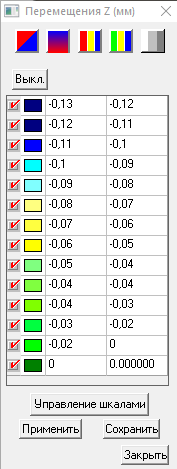 Перемещения Z (мм)
Выкл.
-0,13 -0,12
-0,12 -0,11
-0,11 -0,1
-0,1 -0,09
-0,09 -0,08
-0,08 -0,07
-0,07 -0,06
-0,06 -0,05
-0,05 -0,04
-0,04 -0,04
-0,04 -0,03
-0,03 -0,02
-0,02 0
0 0.000000
Управление шкалами
Применить Сохранить
Закрыть